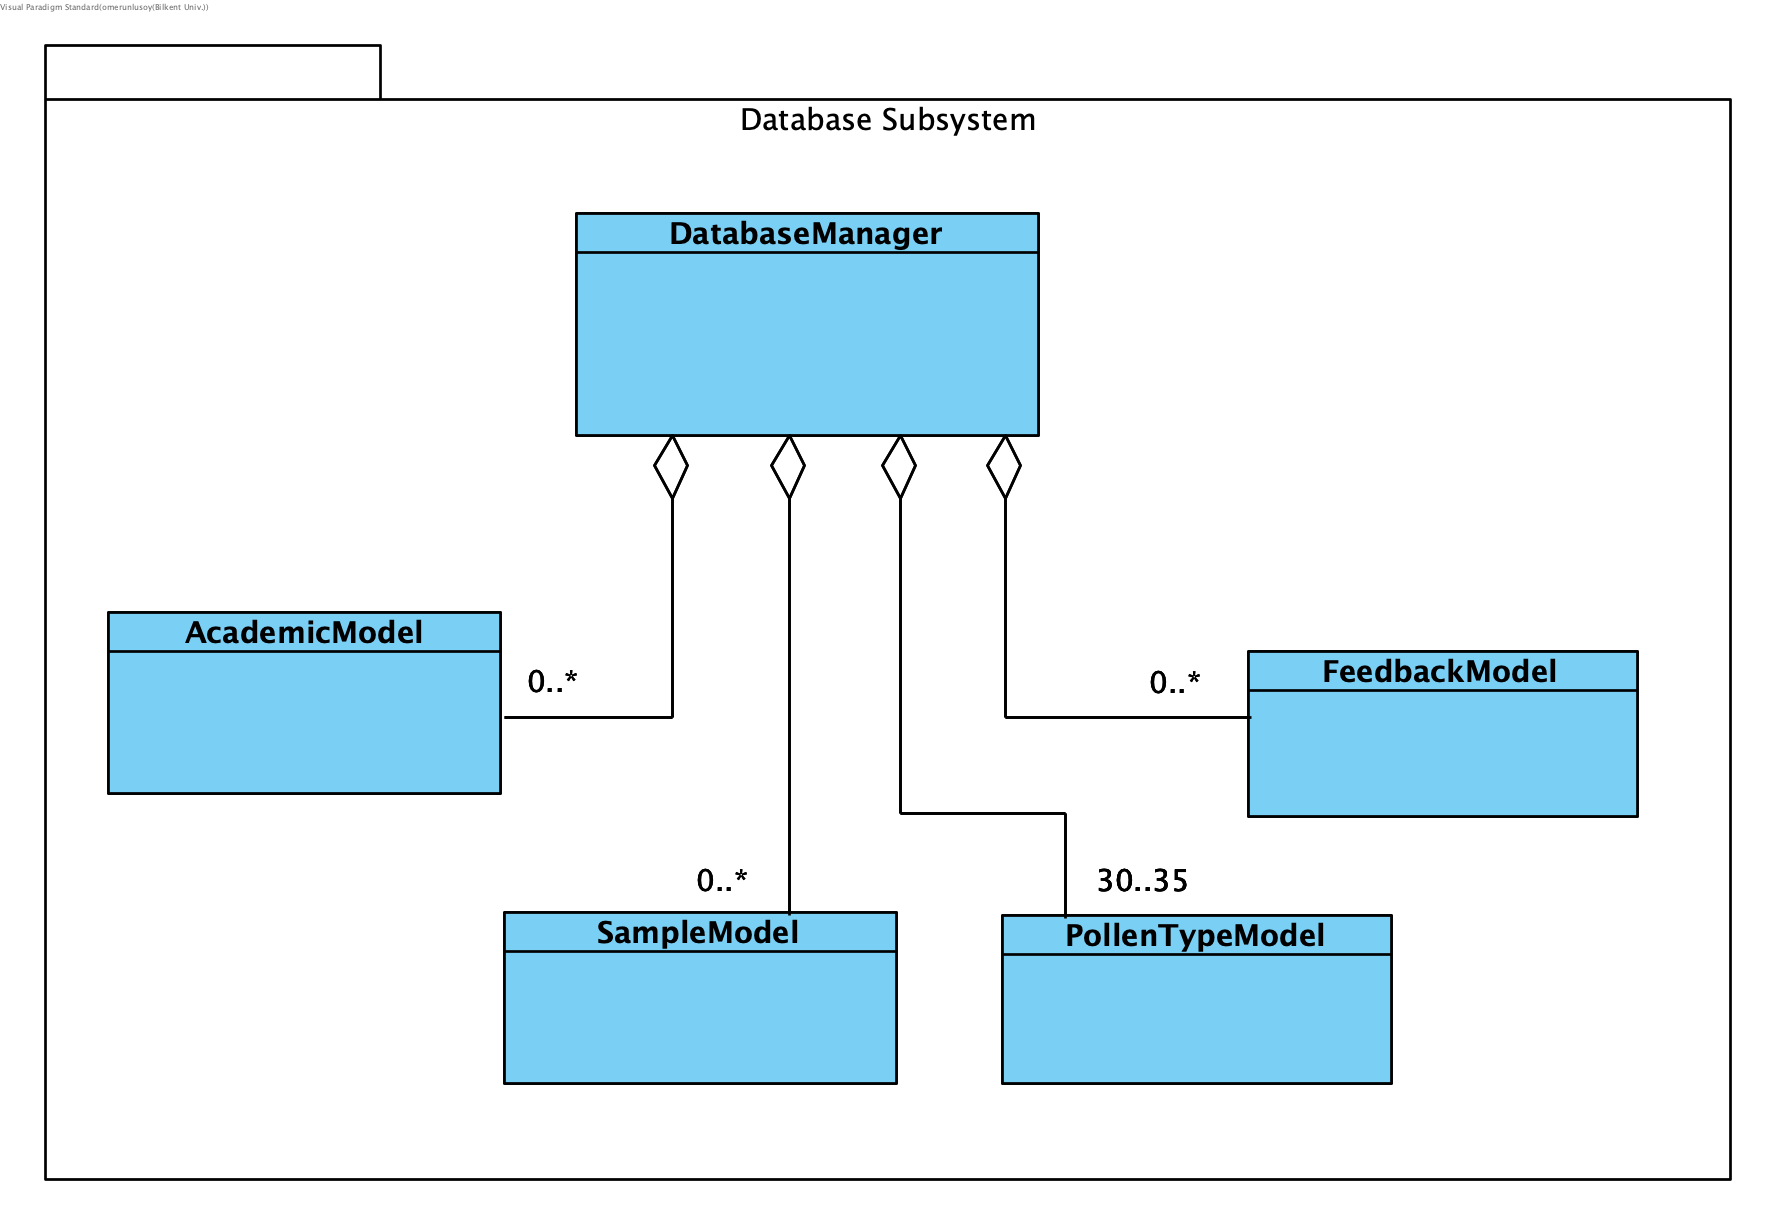 Visual Paradigm Standard(omerunlusoy(Bilkent Univ.))
Database Subsystem
DatabaseManager
AcademicModel
0..*
0..*
FeedbackModel
0..*
30..35
SampleModel
PollenTypeModel